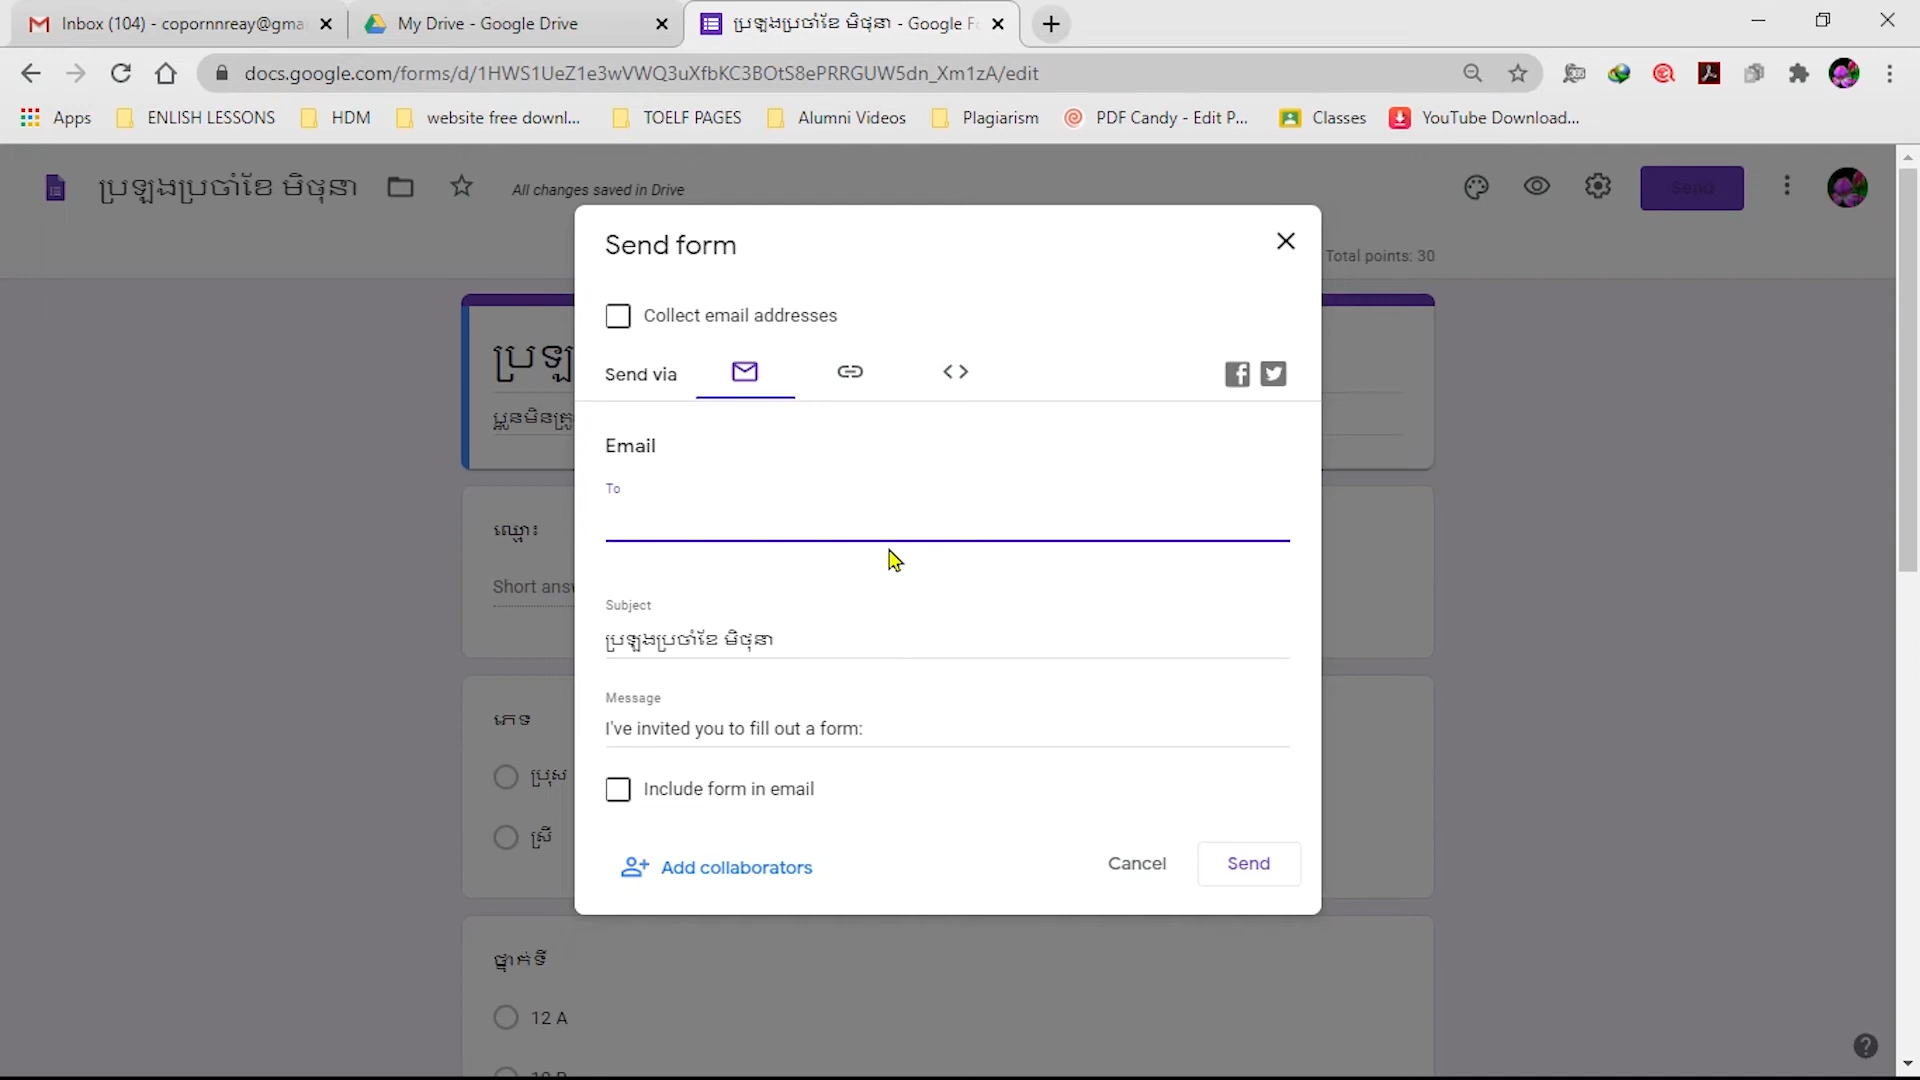 Inbox (104) - copornnreay@gma
My Drive - Google Drive
ប្រឡងប្រចាំខែ មិថុនា - Google Fo
docs.google.com/forms/d/1HWS1UeZ1e3wVWQ3uXfbKC3BOtS8ePRRGUW5dn_Xm1zA/edit
Apps
ENLISH LESSONS
HDM
website free downl...
TOELF PAGES
Alumni Videos
Plagiarism
PDF Candy - Edit P...
Classes
YouTube Download...
ប្រឡងប្រចាំខែ មិថុនា
All changes saved in Drive
Send
Total points: 30
Send form
Collect email addresses
Send via
Email
To
Subject
ប្រឡងប្រចាំខែ មិថុនា
Message
I've invited you to fill out a form:
Include form in email
Add collaborators
Cancel
Send
ឈ្មោះ
Short ans
ភេទ
ប្រុស
ស្រី
ថ្នាក់ទី
12 A